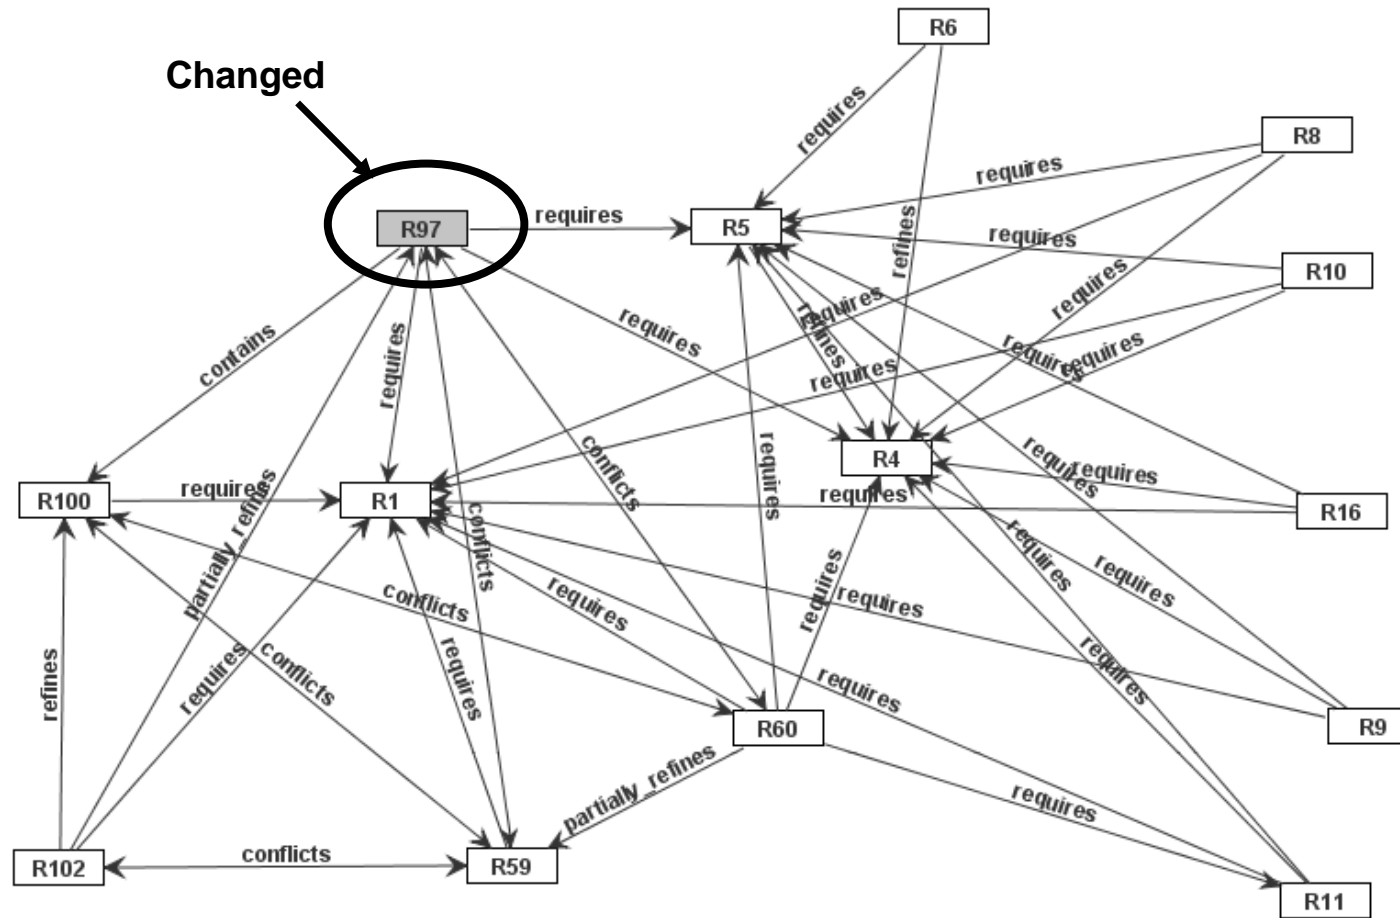 R6
Changed
requires
R8
requires
R97
requires
R5
refines
requires
R10
requires
requires
refines
requires
requires
requires
contains
requires
requires
requires
conflicts
R4
requires
requires
R100
requires
R1
requires
R16
partially_refines
conflicts
requires
requires
requires
conflicts
requires
requires
requires
refines
requires
conflicts
requires
requires
requires
R60
R9
partially_refines
requires
R102
conflicts
R59
R11